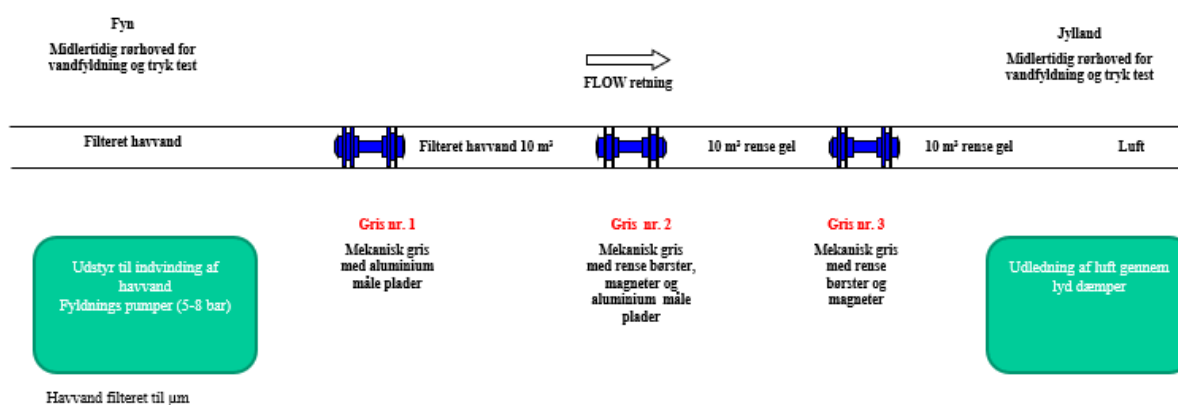 Fyn
Midlertidig rørhoved for
vandfyldning og tryk test
FLOW retning
Jylland
Midlertidig rørhoved for
vandfyldning og tryk test
Filteret havvand
Filteret havvand 10 m³
10 m³ rense gel
10 m³ rense gel
Luft
Gris nr. 1
Mekanisk gris
med aluminium
måle plader
Gris nr. 2
Mekanisk gris
med rense børster,
magneter og
aluminium måle
plader
Gris nr. 3
Mekanisk gris
med rense
børster og
magneter
Udstyr til indvinding af
havvand
Fyldnings pumper (5-8 bar)
Udledning af luft gennem
lyd dæmper
Havvand filteret til µm